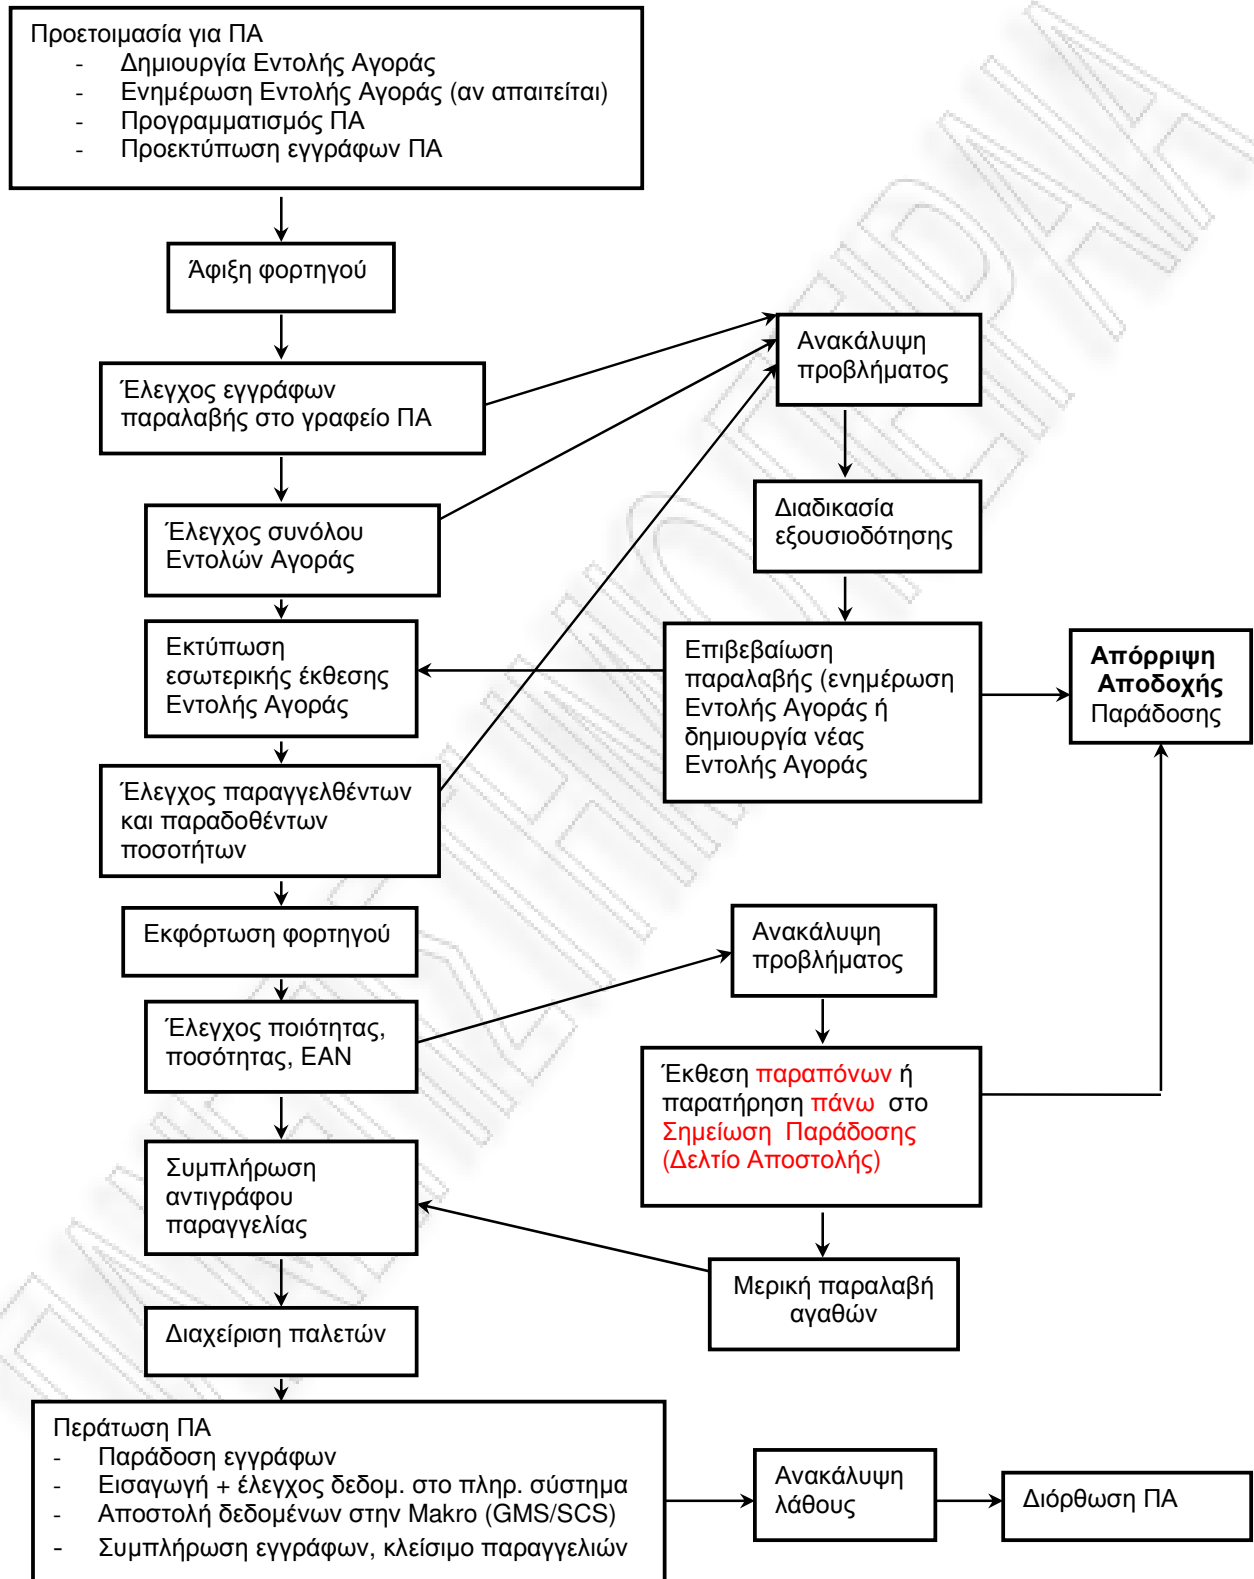 Προετοιμασία για ΠΑ
- Δημιουργία Εντολής Αγοράς
- Ενημέρωση Εντολής Αγοράς (αν απαιτείται)
- Προγραμματισμός ΠΑ
- Προεκτύπωση εγγράφων ΠΑ
Άφιξη φορτηγού
Έλεγχος εγγράφων
παραλαβής στο γραφείο ΠΑ
Ανακάλυψη
προβλήματος
Έλεγχος συνόλου
Εντολών Αγοράς
Διαδικασία
εξουσιοδότησης
Εκτύπωση
εσωτερικής έκθεσης
Εντολής Αγοράς
Επιβεβαίωση
παραλαβής (ενημέρωση
Εντολής Αγοράς ή
δημιουργία νέας
Εντολής Αγοράς
Απόρριψη
Αποδοχής
Παράδοσης
Έλεγχος παραγγελθέντων
και παραδοθέντων
ποσοτήτων
Εκφόρτωση φορτηγού
Ανακάλυψη
προβλήματος
Έλεγχος ποιότητας,
ποσότητας, EAN
Έκθεση παραπόνων ή
παρατήρηση πάνω στο
Σημείωση Παράδοσης
(Δελτίο Αποστολής)
Συμπλήρωση
αντιγράφου
παραγγελίας
Μερική παραλαβή
αγαθών
Διαχείριση παλετών
Περάτωση ΠΑ
- Παράδοση εγγράφων
- Εισαγωγή + έλεγχος δεδομ. στο πληρ. σύστημα
- Αποστολή δεδομένων στην Makro (GMS/SCS)
- Συμπλήρωση εγγράφων, κλείσιμο παραγγελιών
Ανακάλυψη
λάθους
Διόρθωση ΠΑ